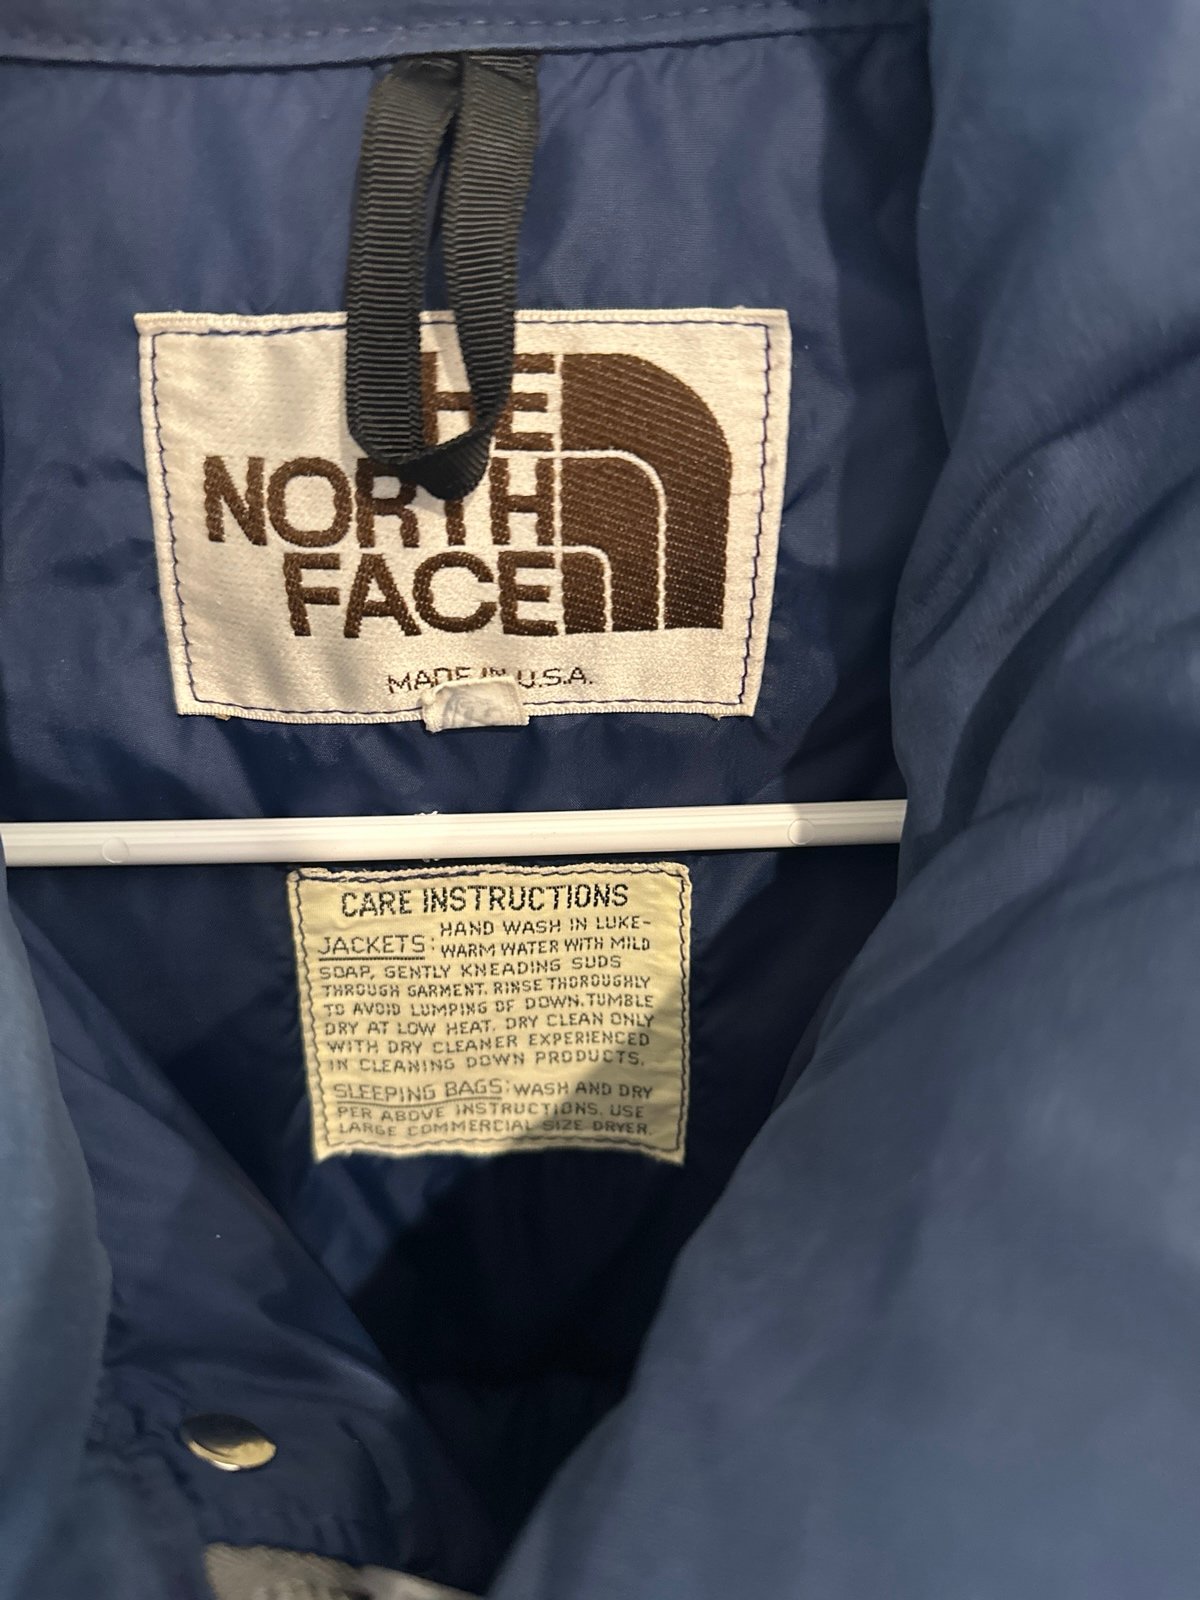 HE
NORTH
FACE
MADE IN U.S.A.
CARE INSTRUCTIONS
JACKETS: HAND WASH IN LUKE-
WARM WATER WITH MILD
SOAP, GENTLY KNEADING SUDS
THROUGH GARMENT. RINSE THOROUGHLY
TO AVOID LUMPING OF DOWN. TUMBLE
DRY AT LOW HEAT. DRY CLEAN ONLY
WITH DRY CLEANER EXPERIENCED
IN CLEANING DOWN PRODUCTS.
SLEEPING BAGS: WASH AND DRY
PER ABOVE INSTRUCTIONS. USE
LARGE COMMERCIAL SIZE DRYER.